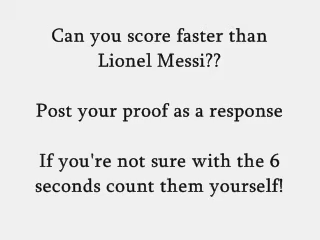 Can you score faster than
Lionel Messi??
Post your proof as a response
If you're not sure with the 6
seconds count them yourself!